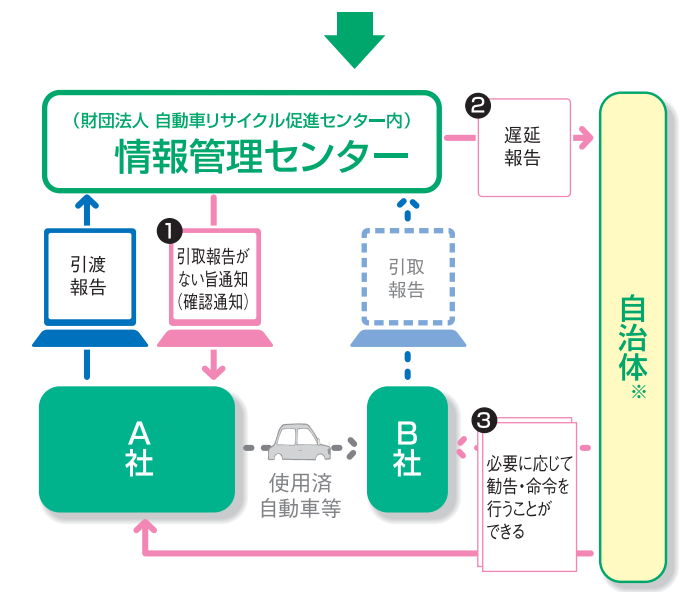 （財団法人 自動車リサイクル促進センター内）
情報管理センター
❷
遅延
報告
引渡
報告
❶
引取報告が
ない旨通知
（確認通知）
引取
報告
自治体※
A
社
使用済
自動車等
B
社
❸
必要に応じて
勧告・命令を
行うことが
できる